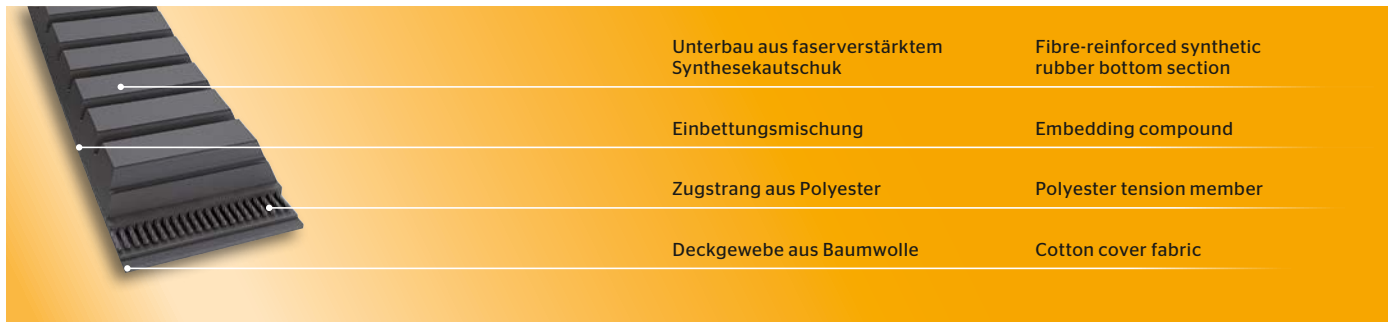 Unterbau aus faserverstärktem
Synthesekautschuk
Fibre-reinforced synthetic
rubber bottom section
Einbettungsmischung
Embedding compound
Zugstrang aus Polyester
Polyester tension member
Deckgewebe aus Baumwolle
Cotton cover fabric